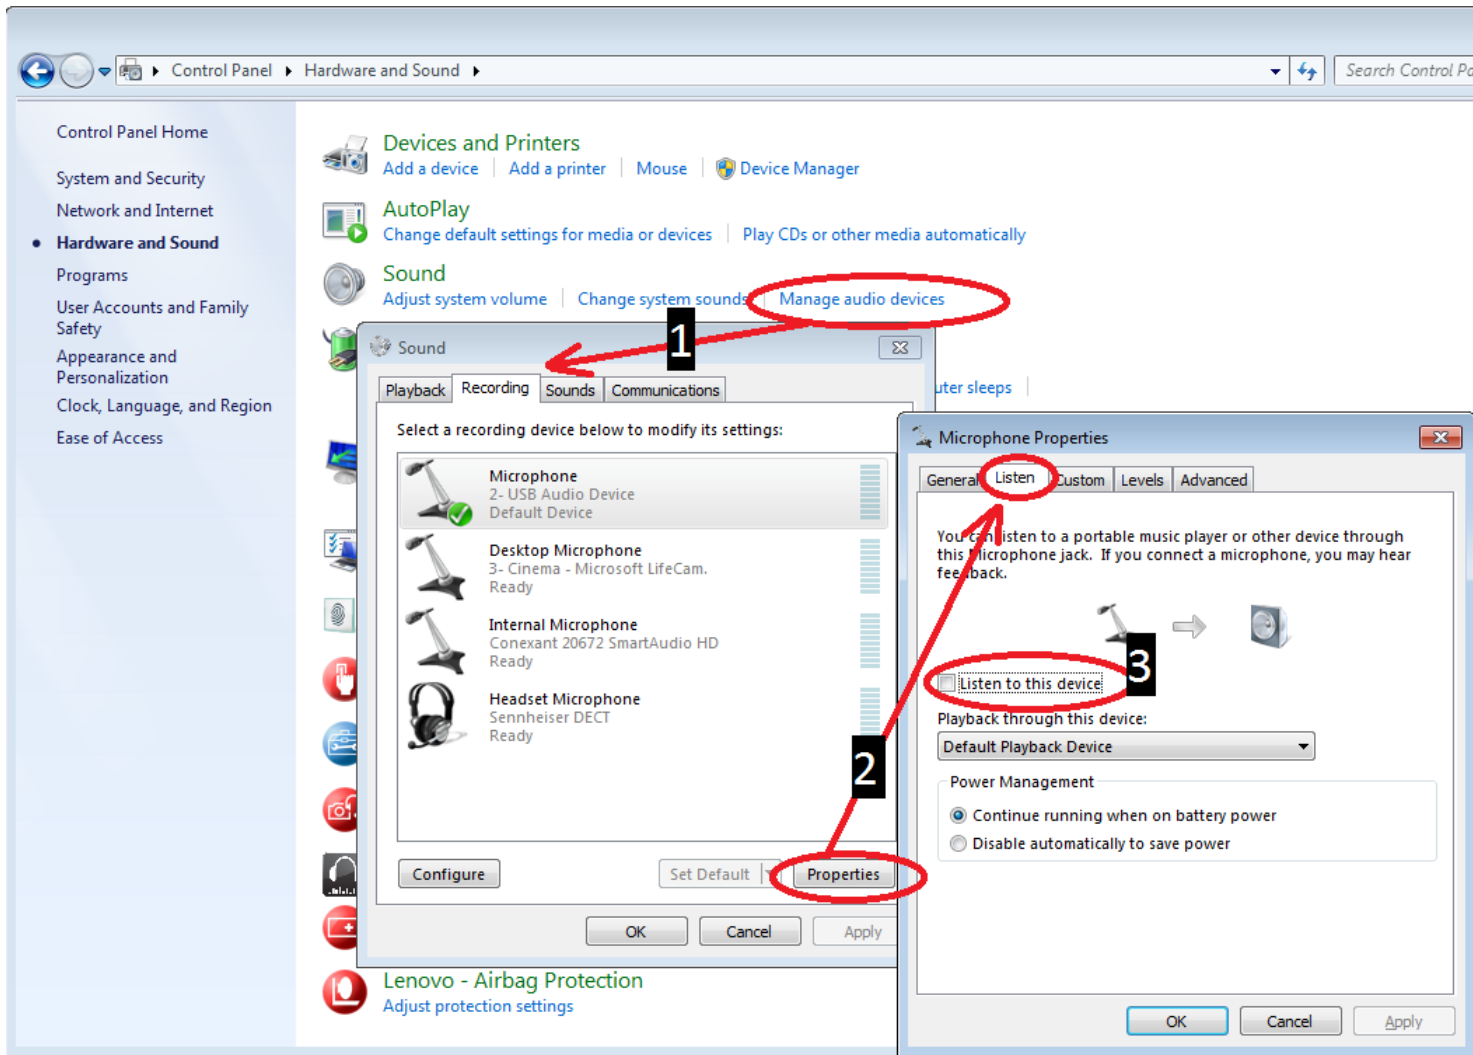 Control Panel Hardware and Sound
Search Control Pa
Control Panel Home
System and Security
Network and Internet
Hardware and Sound
Programs
User Accounts and Family
Safety
Appearance and
Personalization
Clock, Language, and Region
Ease of Access
Devices and Printers
Add a device Add a printer Mouse Device Manager
AutoPlay
Change default settings for media or devices Play CDs or other media automatically
Sound
Adjust system volume Change system sounds Manage audio devices
1
uter sleeps
Sound
Playback Recording Sounds Communications
Select a recording device below to modify its settings:
Microphone
2- USB Audio Device
Default Device
Desktop Microphone
3- Cinema - Microsoft LifeCam.
Ready
Internal Microphone
Conexant 20672 SmartAudio HD
Ready
Headset Microphone
Sennheiser DECT
Ready
2
Configure Set Default Properties
OK Cancel Apply
Microphone Properties
General Listen Custom Levels Advanced
You can listen to a portable music player or other device through
this Microphone jack. If you connect a microphone, you may hear
feedback.
3
Listen to this device
Playback through this device:
Default Playback Device
Power Management
Continue running when on battery power
Disable automatically to save power
OK Cancel Apply
Lenovo - Airbag Protection
Adjust protection settings